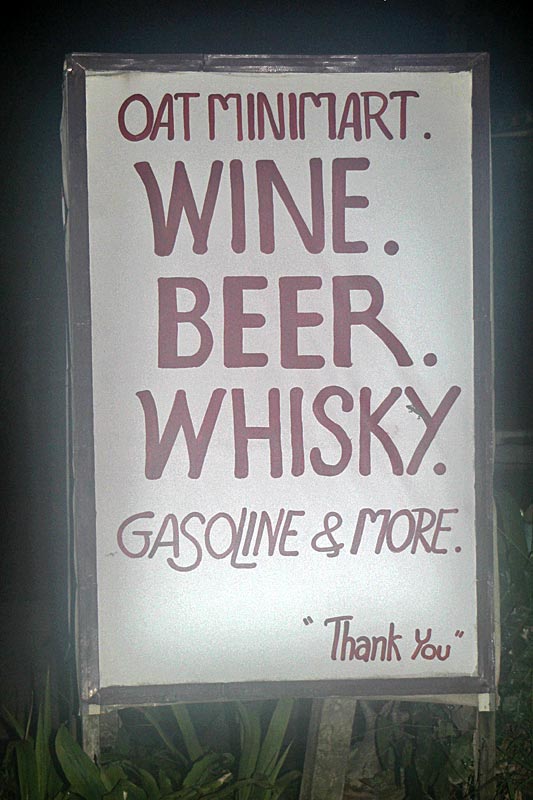 OAT MINIMART.
WINE.
BEER.
WHISKY.
GASOLINE & MORE.
"Thank You"